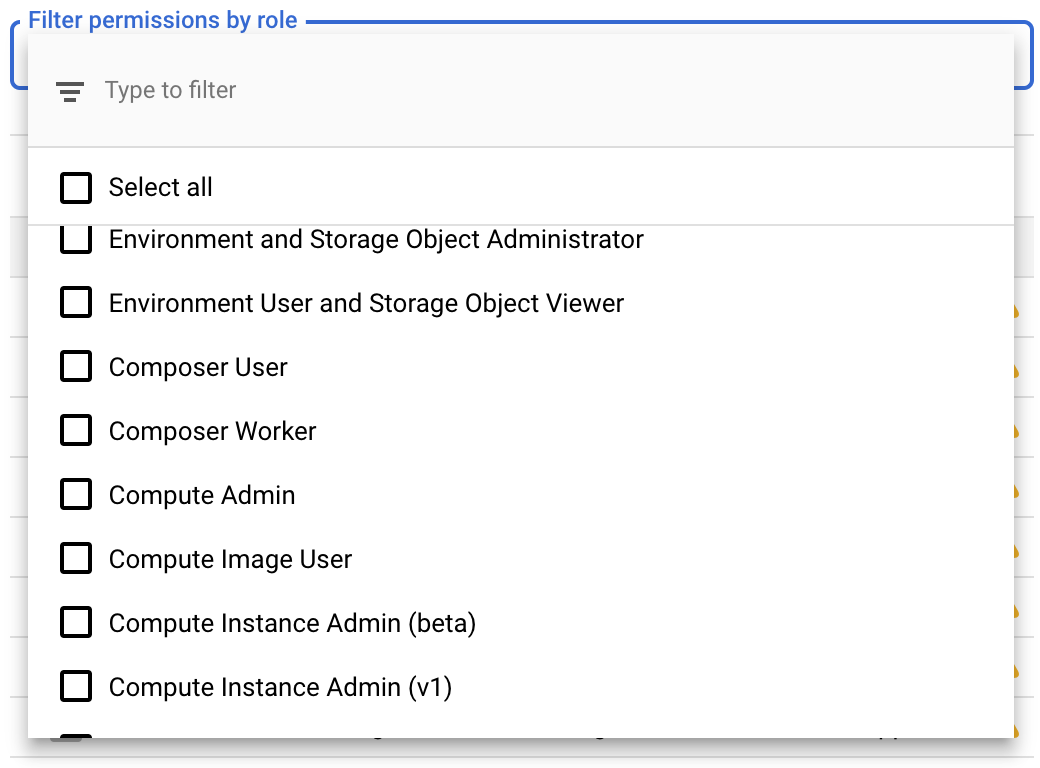 Filter permissions by role
Type to filter
Select all
Environment and Storage Object Administrator
Environment User and Storage Object Viewer
Composer User
Composer Worker
Compute Admin
Compute Image User
Compute Instance Admin (beta)
Compute Instance Admin (v1)